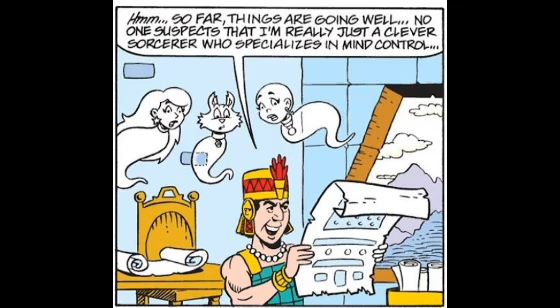 Hmm... SO FAR, THINGS ARE GOING WELL... NO
ONE SUSPECTS THAT I'M REALLY JUST A CLEVER
SORCERER WHO SPECIALIZES IN MIND CONTROL...